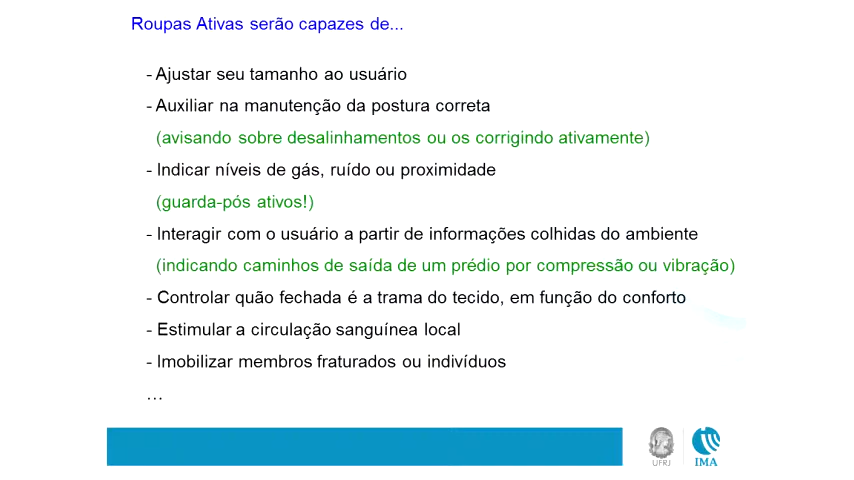 Roupas Ativas serão capazes de...
- Ajustar seu tamanho ao usuário
- Auxiliar na manutenção da postura correta
(avisando sobre desalinhamentos ou os corrigindo ativamente)
- Indicar níveis de gás, ruído ou proximidade
(guarda-pós ativos!)
- Interagir com o usuário a partir de informações colhidas do ambiente
(indicando caminhos de saída de um prédio por compressão ou vibração)
- Controlar quão fechada é a trama do tecido, em função do conforto
- Estimular a circulação sanguínea local
- Imobilizar membros fraturados ou indivíduos
...
UFRJ
IMA